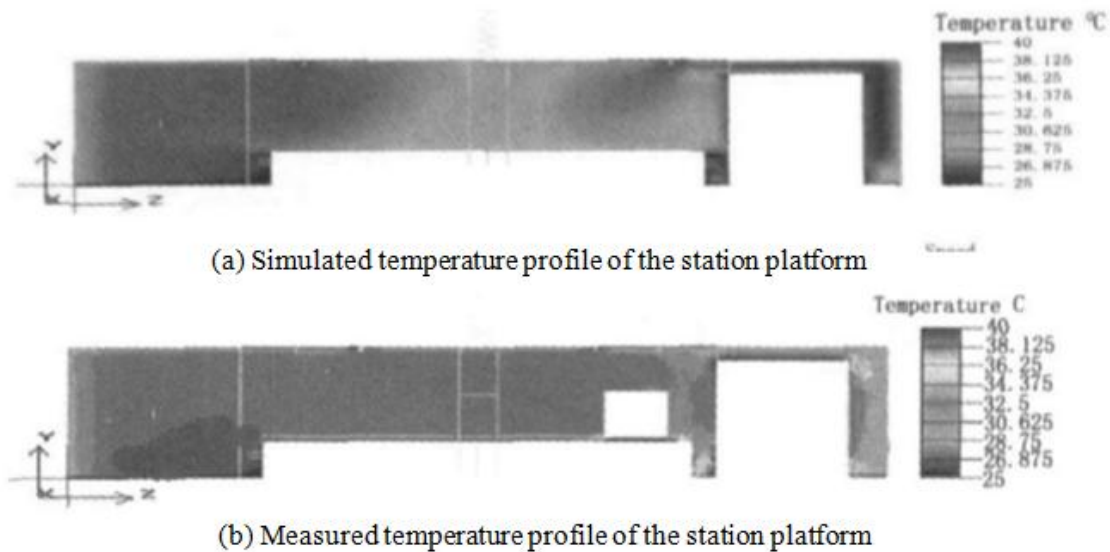 Temperature °C
40
38.125
36.25
34.375
32.5
30.625
28.75
26.875
25
Y
Z
(a) Simulated temperature profile of the station platform
Temperature C
40
38.125
36.25
34.375
32.5
30.625
28.75
26.875
25
Y
Z
(b) Measured temperature profile of the station platform